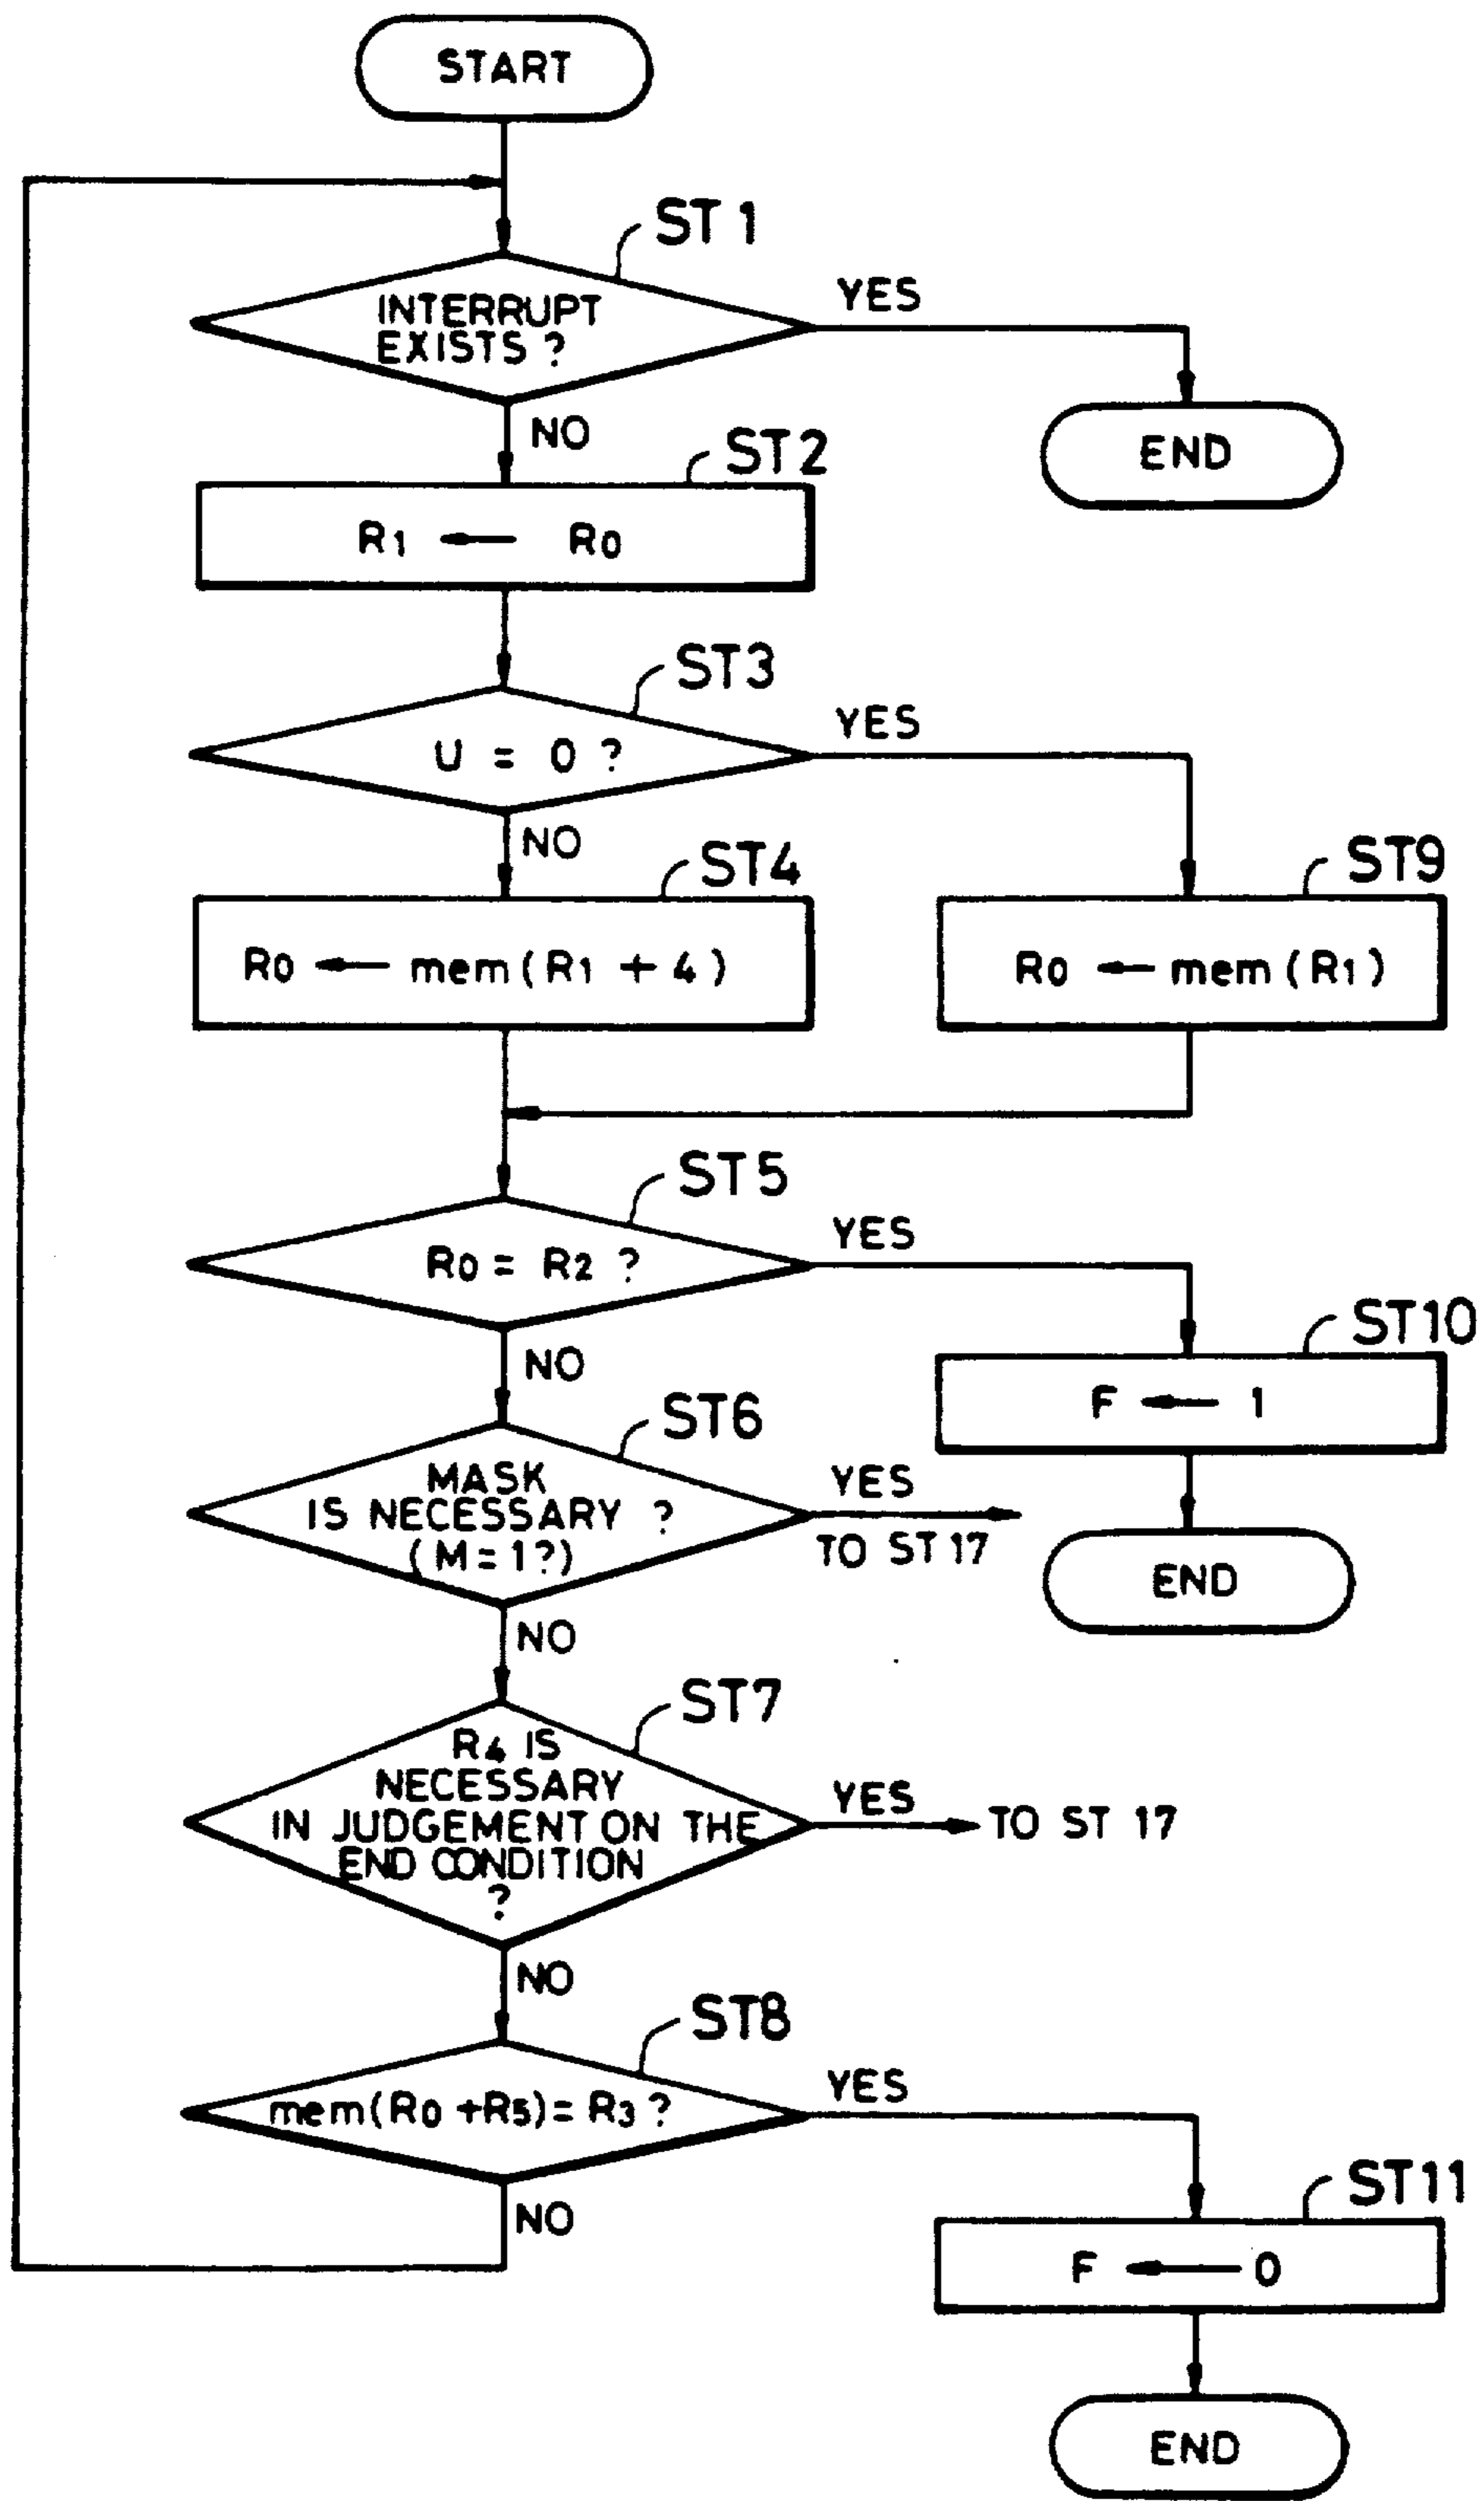 START
ST1
INTERRUPT
EXISTS ?
YES
END
NO
ST2
R1 ← R0
ST3
U = 0 ?
YES
NO
ST4
R0 ← mem(R1 + 4)
ST9
R0 ← mem(R1)
ST5
R0 = R2 ?
YES
NO
ST10
F ← 1
END
ST6
MASK
IS NECESSARY ?
(M=1?)
YES
TO ST 17
NO
ST7
R4 IS
NECESSARY
IN JUDGEMENT ON THE
END CONDITION
?
YES
TO ST 17
NO
ST8
mem(R0 +R5)= R3 ?
YES
NO
ST11
F ← 0
END